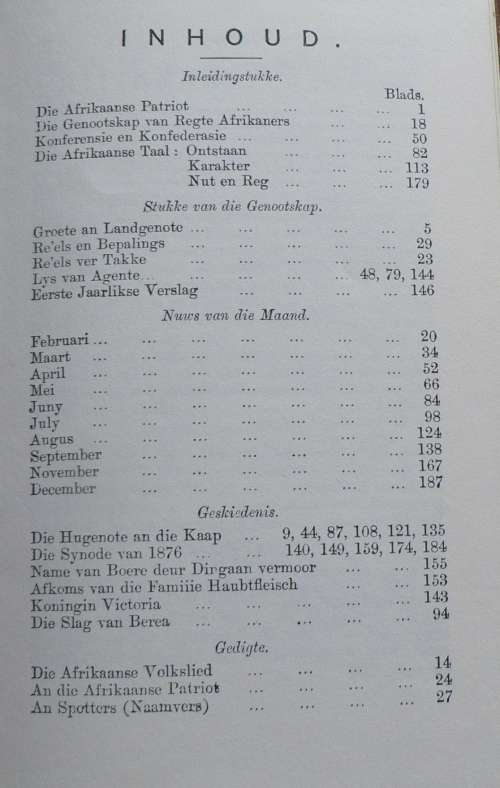 INHOUD.
Inleidingstukke.
Blads.
Die Afrikaanse Patriot ... ... ... ... 1
Die Genootskap van Regte Afrikaners ... ... 18
Konferensie en Konfederasie ... ... ... ... 50
Die Afrikaanse Taal : Ontstaan ... ... ... 82
Karakter ... ... ... 113
Nut en Reg ... ... ... 179
Stukke van die Genootskap.
Groete an Landgenote ... ... ... ... ... 5
Re'els en Bepalings ... ... ... ... ... 29
Re'els ver Takke ... ... ... ... ... 23
Lys van Agente ... ... ... ... ... 48, 79, 144
Eerste Jaarlikse Verslag ... ... ... ... 146
Nuws van die Maand.
Februari ... ... ... ... ... ... ... 20
Maart ... ... ... ... ... ... ... 34
April ... ... ... ... ... ... ... 52
Mei ... ... ... ... ... ... ... 66
Juny ... ... ... ... ... ... ... 84
July ... ... ... ... ... ... ... 98
Augus ... ... ... ... ... ... ... 124
September ... ... ... ... ... ... 138
November ... ... ... ... ... ... 167
December ... ... ... ... ... ... 187
Geskiedenis.
Die Hugenote an die Kaap ... 9, 44, 87, 108, 121, 135
Die Synode van 1876 ... ... 140, 149, 159, 174, 184
Name van Boere deur Dirgaan vermoor ... ... 155
Afkoms van die Famiiie Haubtfleisch ... ... 153
Koningin Victoria ... ... ... ... ... 143
Die Slag van Berea ... ... ... ... ... 94
Gedigte.
Die Afrikaanse Volkslied ... ... ... ... 14
An die Afrikaanse Patriot ... ... ... ... 24
An Spotters (Naamvers) ... ... ... ... 27